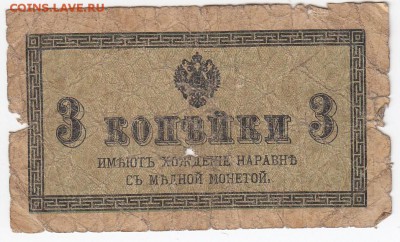 COINS.LAVE.RU
3 КОПѢЙКИ 3
ИМѢЮТЪ ХОЖДЕНІЕ НАРАВНѢ
СЪ МѢДНОЙ МОНЕТОЙ.